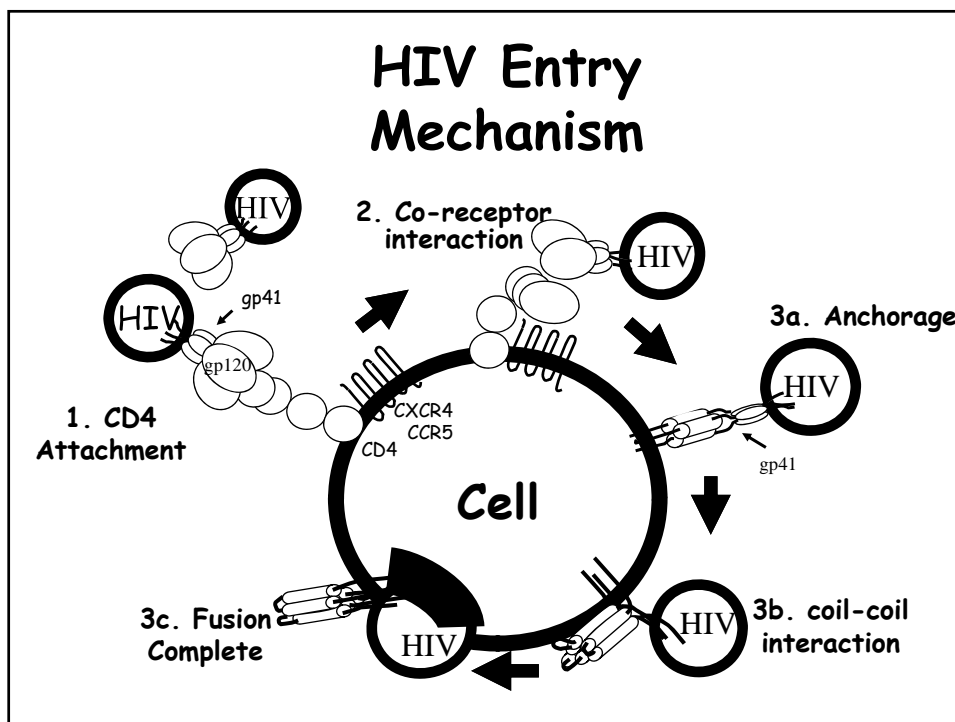 HIV Entry
Mechanism
HIV
2. Co-receptor
interaction
HIV
gp41
HIV
3a. Anchorage
gp120
HIV
CXCR4
1. CD4
CCR5
Attachment
CD4
gp41
Cell
3c. Fusion
Complete
HIV
HIV
3b. coil-coil
interaction